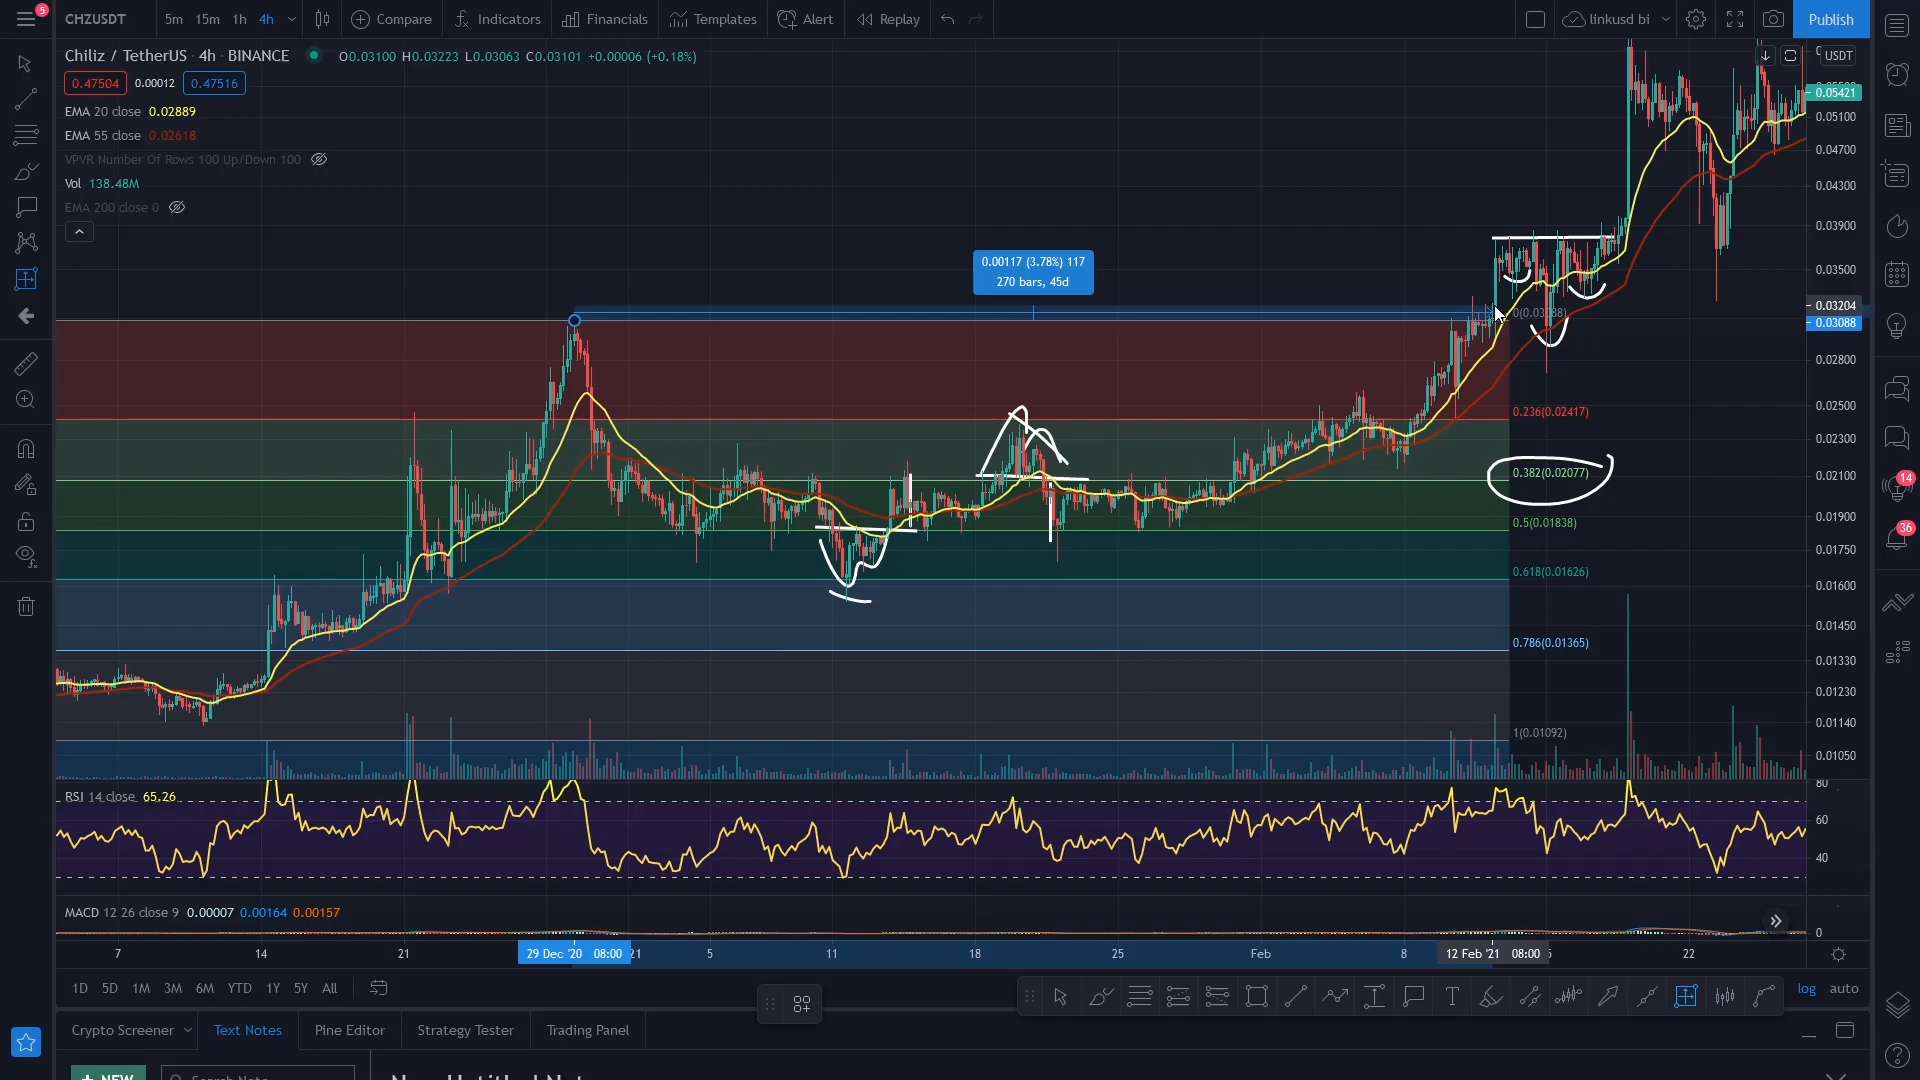 5
CHZUSDT 5m 15m 1h 4h Compare Indicators Financials Templates Alert Replay linkusd bi Publish
Chiliz / TetherUS · 4h · BINANCE O0.03100 H0.03223 L0.03063 C0.03101 +0.00006 (+0.18%)
USDT
0.47504 0.00012 0.47516
EMA 20 close 0.02889
EMA 55 close 0.02618
VPVR Number Of Rows 100 Up/Down 100
Vol 138.48M
EMA 200 close 0
0.00117 (3.78%) 117
270 bars, 45d
0.05421
0.05100
0.04700
0.04300
0.03900
0.03500
0.03204
0.03088
0.02800
0.02500
0.02300
0.02100
0.01900
0.01750
0.01600
0.01450
0.01330
0.01230
0.01140
0.01050
0.236(0.02417)
0.382(0.02077)
0.5(0.01838)
0.618(0.01626)
0.786(0.01365)
1(0.01092)
14
36
RSI 14 close 65.26
80
60
40
MACD 12 26 close 9 0.00007 0.00164 0.00157
0
7 14 21 29 Dec '20 08:00 21 5 11 18 25 Feb 8 12 Feb '21 08:00 22
1D 5D 1M 3M 6M YTD 1Y 5Y All
log auto
Crypto Screener Text Notes Pine Editor Strategy Tester Trading Panel
NEW Search Note